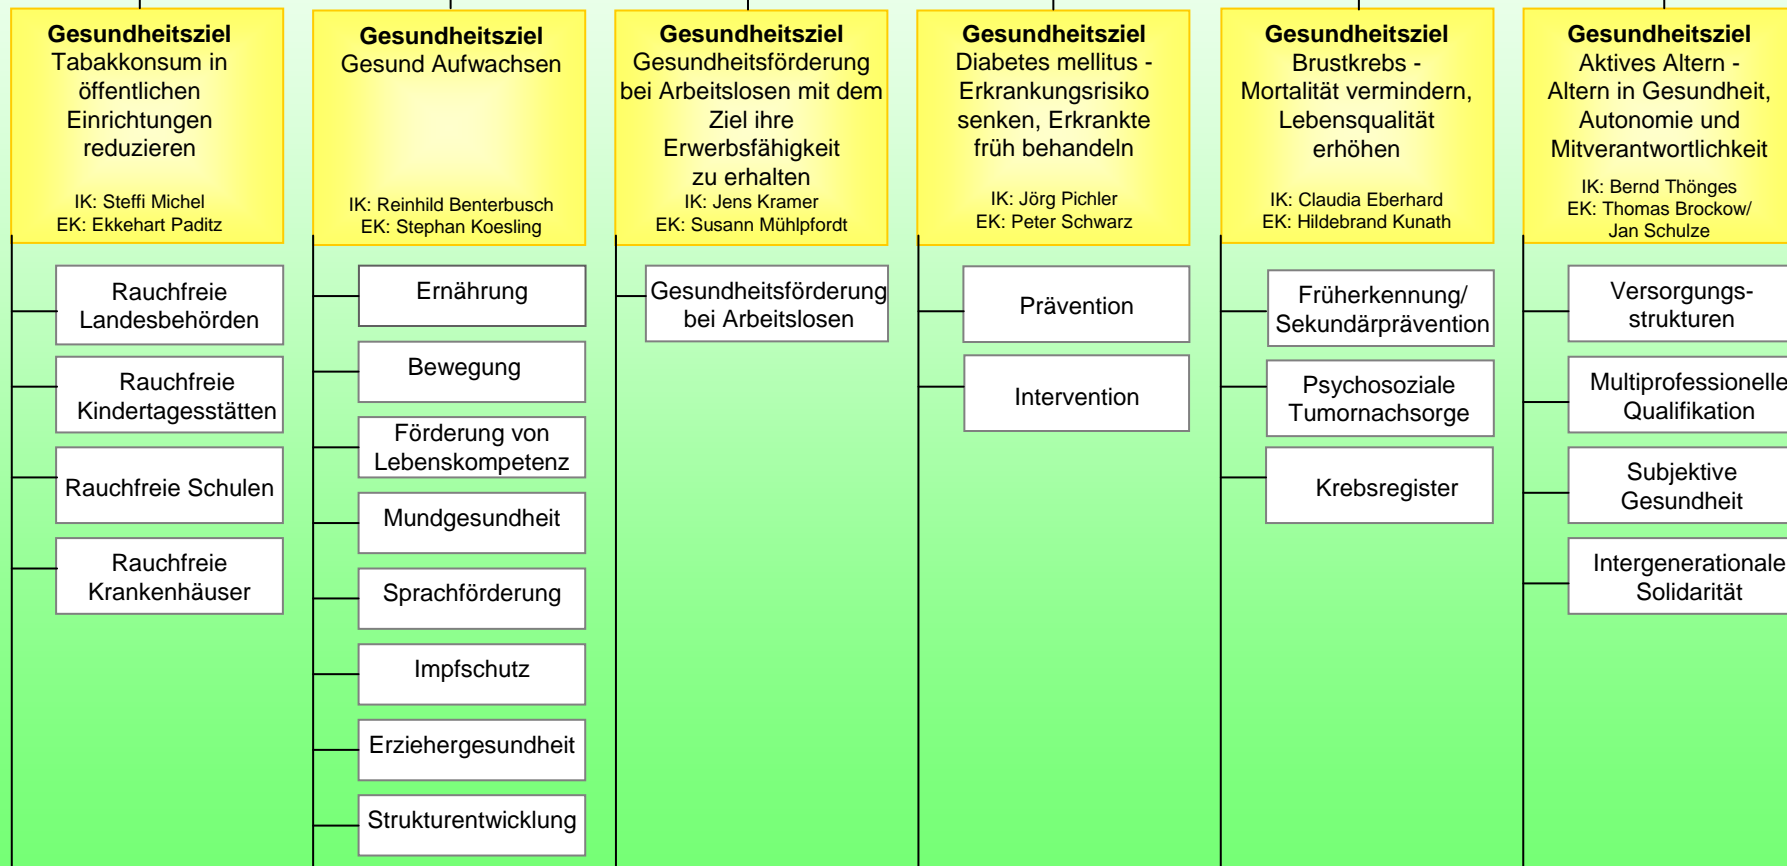 Gesundheitsziel
Tabakkonsum in
öffentlichen
Einrichtungen
reduzieren
IK: Steffi Michel
EK: Ekkehart Paditz
Rauchfreie
Landesbehörden
Rauchfreie
Kindertagesstätten
Rauchfreie Schulen
Rauchfreie
Krankenhäuser
Gesundheitsziel
Gesund Aufwachsen
IK: Reinhild Benterbusch
EK: Stephan Koesling
Ernährung
Bewegung
Förderung von
Lebenskompetenz
Mundgesundheit
Sprachförderung
Impfschutz
Erziehergesundheit
Strukturentwicklung
Gesundheitsziel
Gesundheitsförderung
bei Arbeitslosen mit dem
Ziel ihre
Erwerbsfähigkeit
zu erhalten
IK: Jens Kramer
EK: Susann Mühlpfordt
Gesundheitsförderung
bei Arbeitslosen
Gesundheitsziel
Diabetes mellitus -
Erkrankungsrisiko
senken, Erkrankte
früh behandeln
IK: Jörg Pichler
EK: Peter Schwarz
Prävention
Intervention
Gesundheitsziel
Brustkrebs -
Mortalität vermindern,
Lebensqualität
erhöhen
IK: Claudia Eberhard
EK: Hildebrand Kunath
Früherkennung/
Sekundärprävention
Psychosoziale
Tumornachsorge
Krebsregister
Gesundheitsziel
Aktives Altern -
Altern in Gesundheit,
Autonomie und
Mitverantwortlichkeit
IK: Bernd Thönges
EK: Thomas Brockow/
Jan Schulze
Versorgungs-
strukturen
Multiprofessionelle
Qualifikation
Subjektive
Gesundheit
Intergenerationale
Solidarität